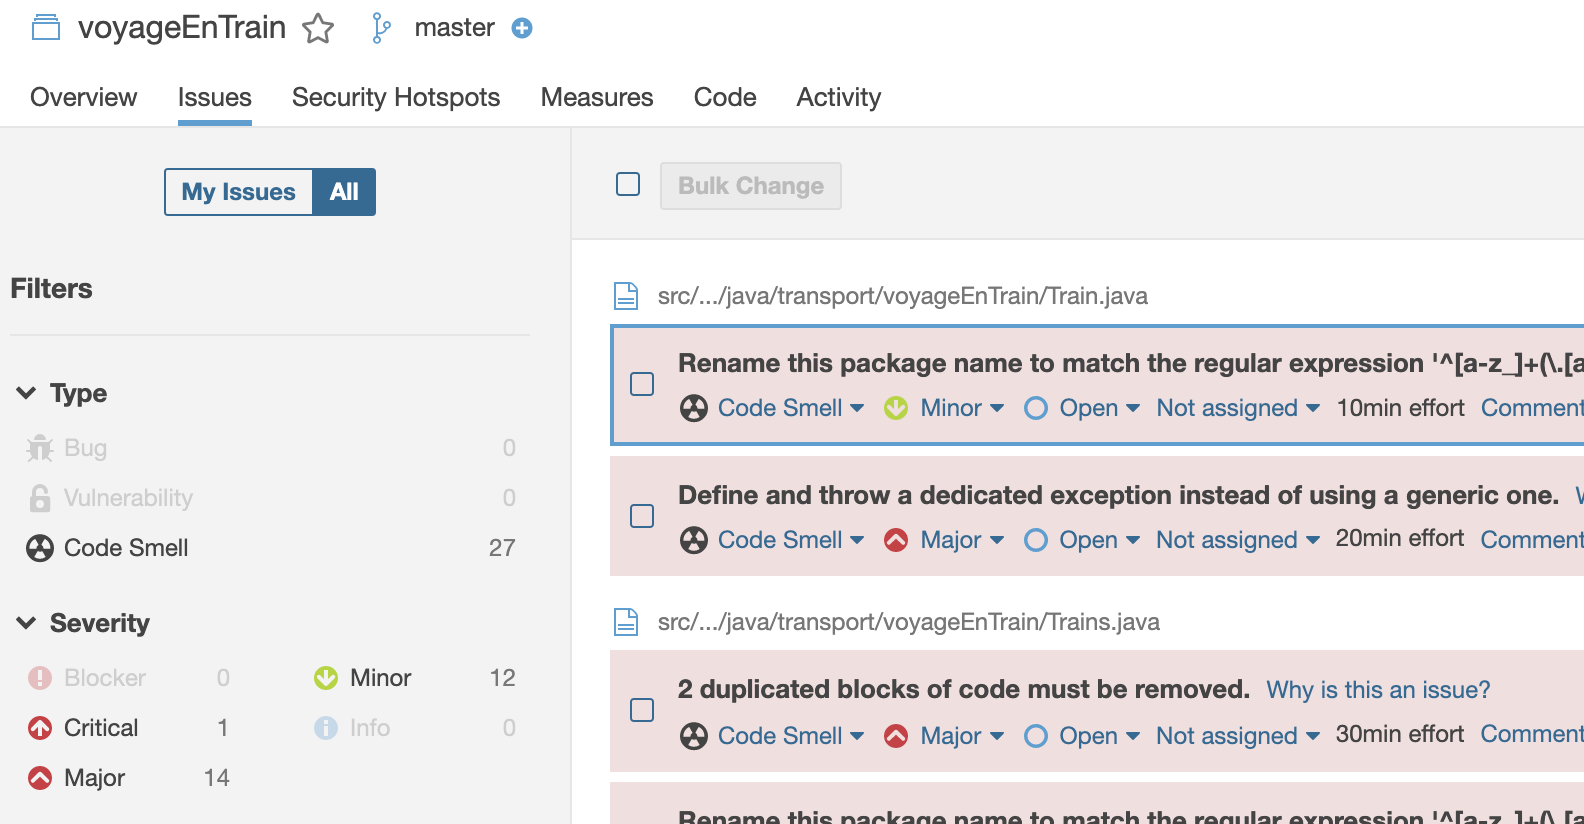 voyageEnTrain master
Overview Issues Security Hotspots Measures Code Activity
My Issues All
Bulk Change
Filters
Type
Bug 0
Vulnerability 0
Code Smell 27
Severity
Blocker 0
Minor 12
Critical 1
Info 0
Major 14
src/.../java/transport/voyageEnTrain/Train.java
Rename this package name to match the regular expression '^[a-z_]+(\.[a
Code Smell Minor Open Not assigned 10min effort Comment
Define and throw a dedicated exception instead of using a generic one.
Code Smell Major Open Not assigned 20min effort Comment
src/.../java/transport/voyageEnTrain/Trains.java
2 duplicated blocks of code must be removed. Why is this an issue?
Code Smell Major Open Not assigned 30min effort Comment
Rename this package name to match the regular expression '^[a-z_]+(\.[a